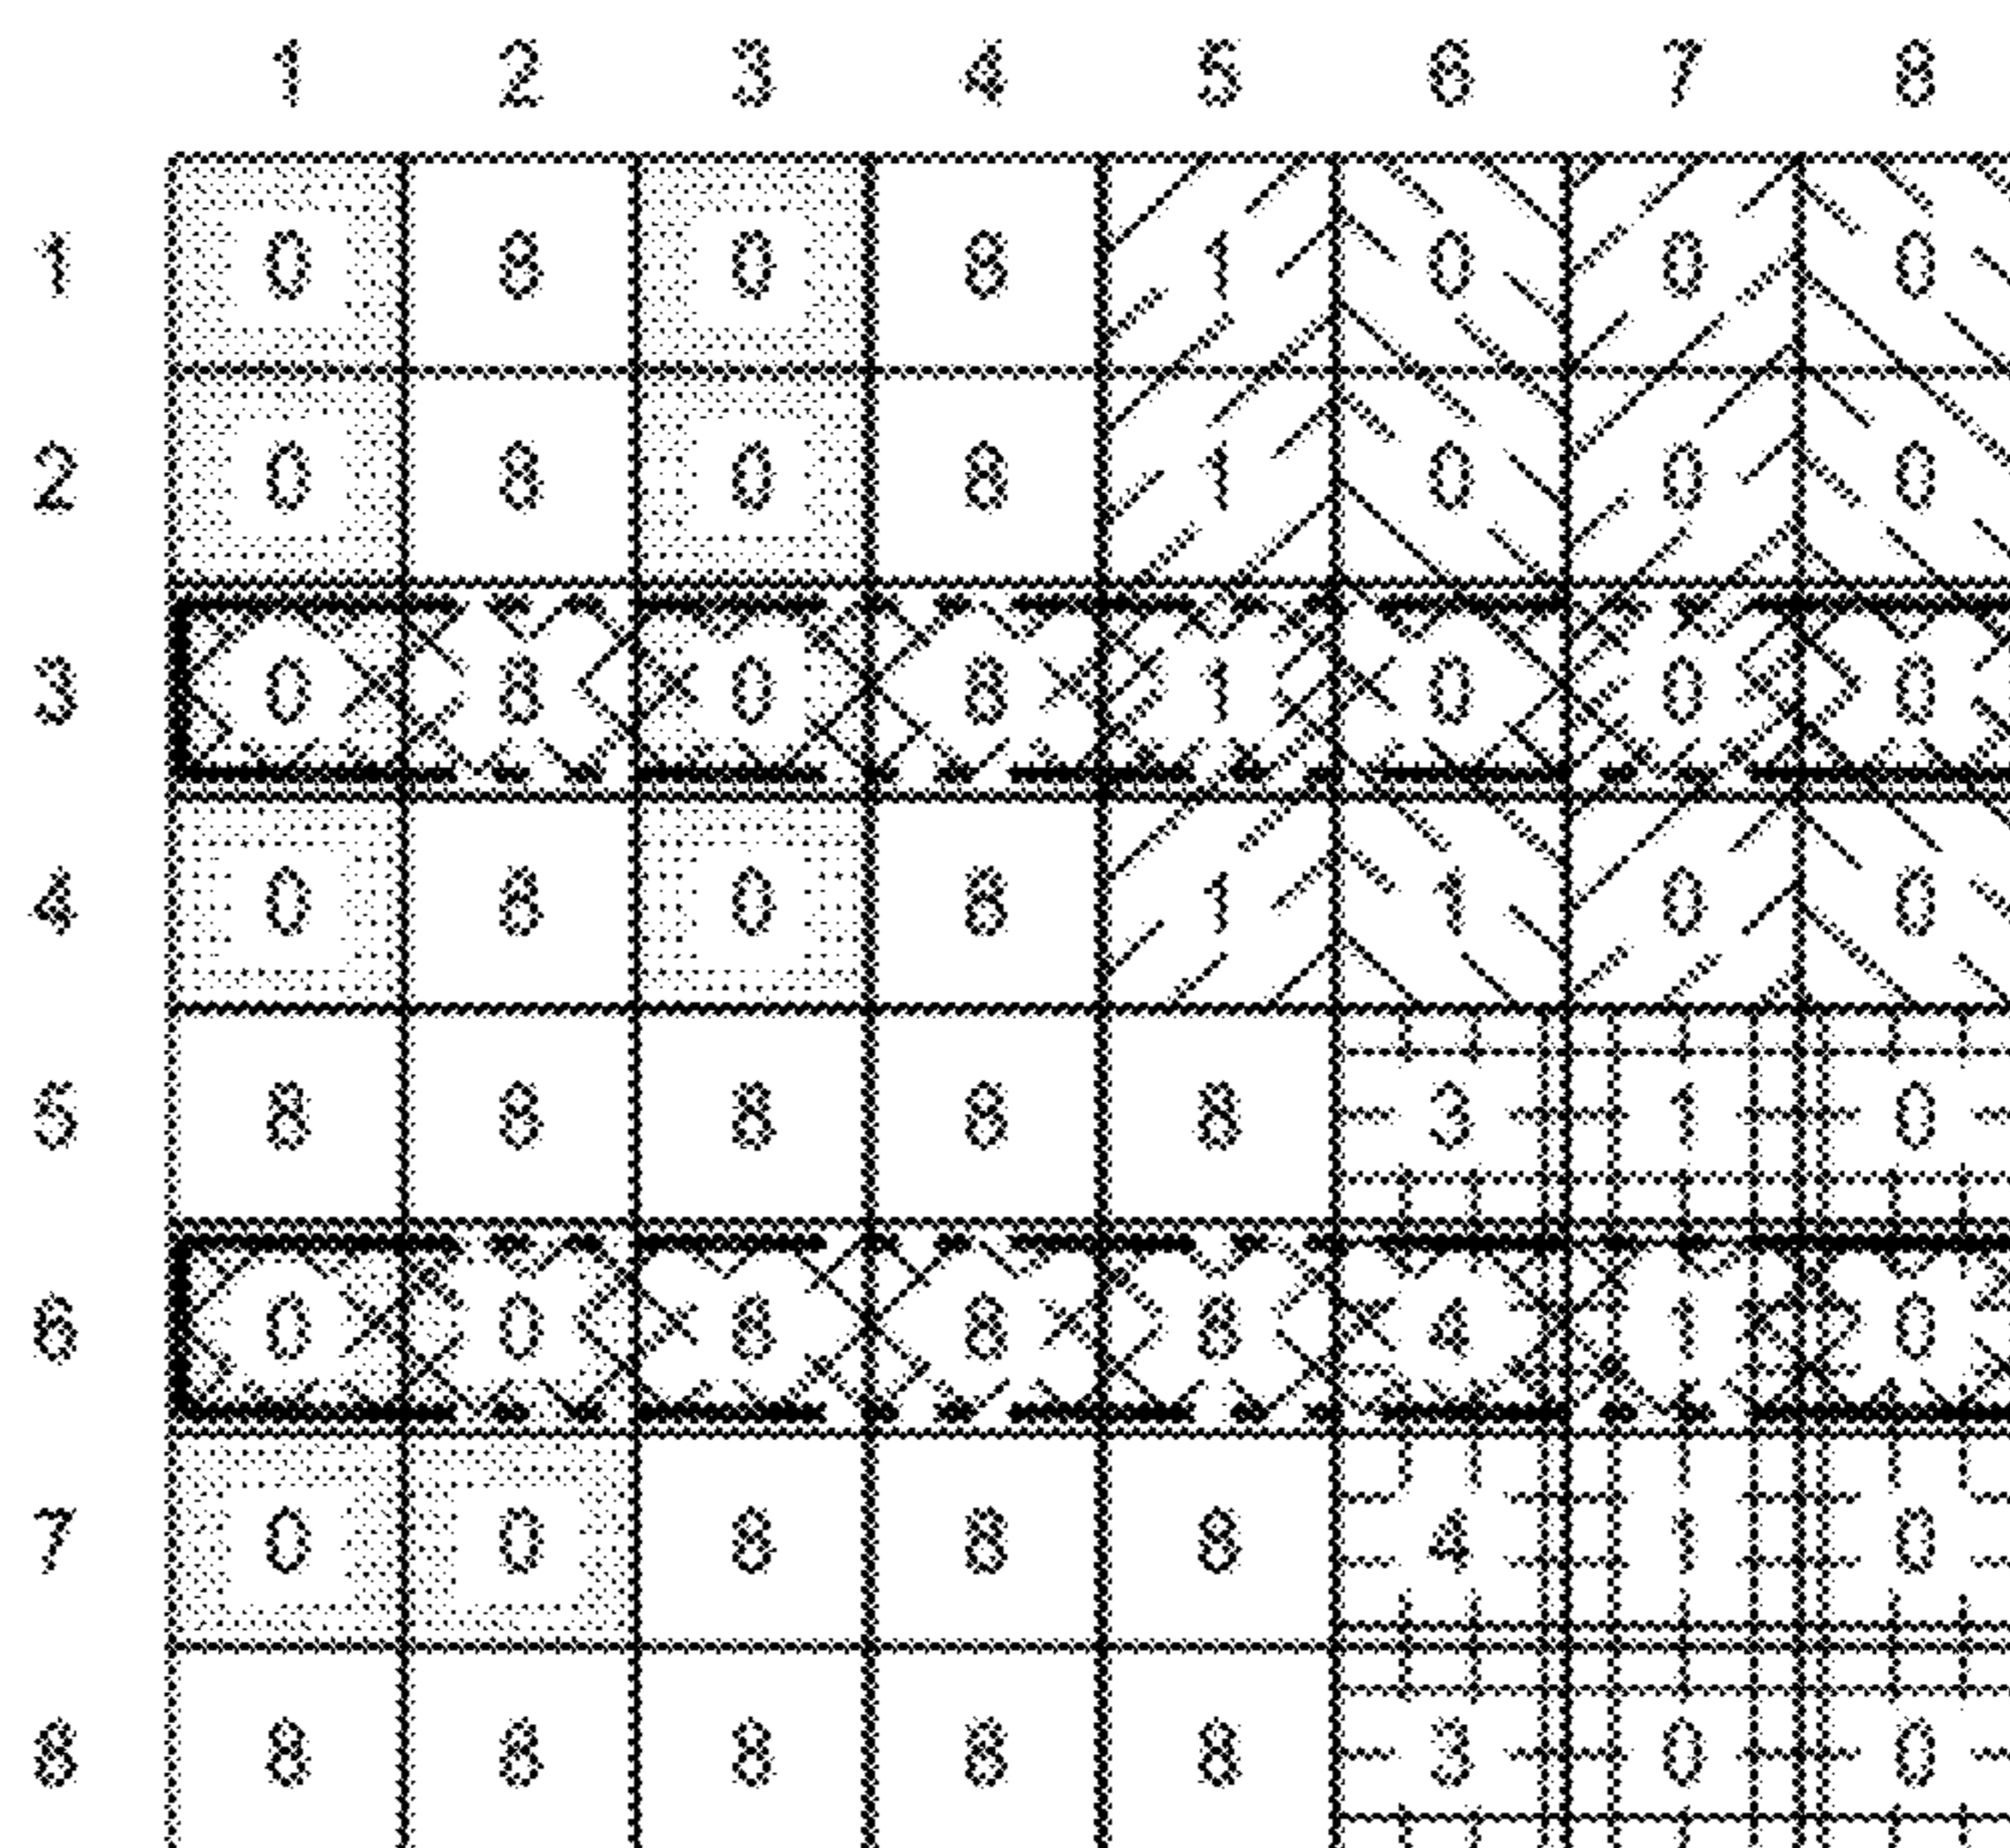 1 2 3 4 5 6 7 8
1 0 8 0 8 1 0 0 0
2 0 8 0 8 1 0 0 0
3 0 8 0 8 1 0 0 0
4 0 8 0 8 1 1 0 0
5 8 8 8 8 8 3 1 0
6 0 0 8 8 8 4 1 0
7 0 0 8 8 8 4 1 0
8 8 8 8 8 8 3 0 0